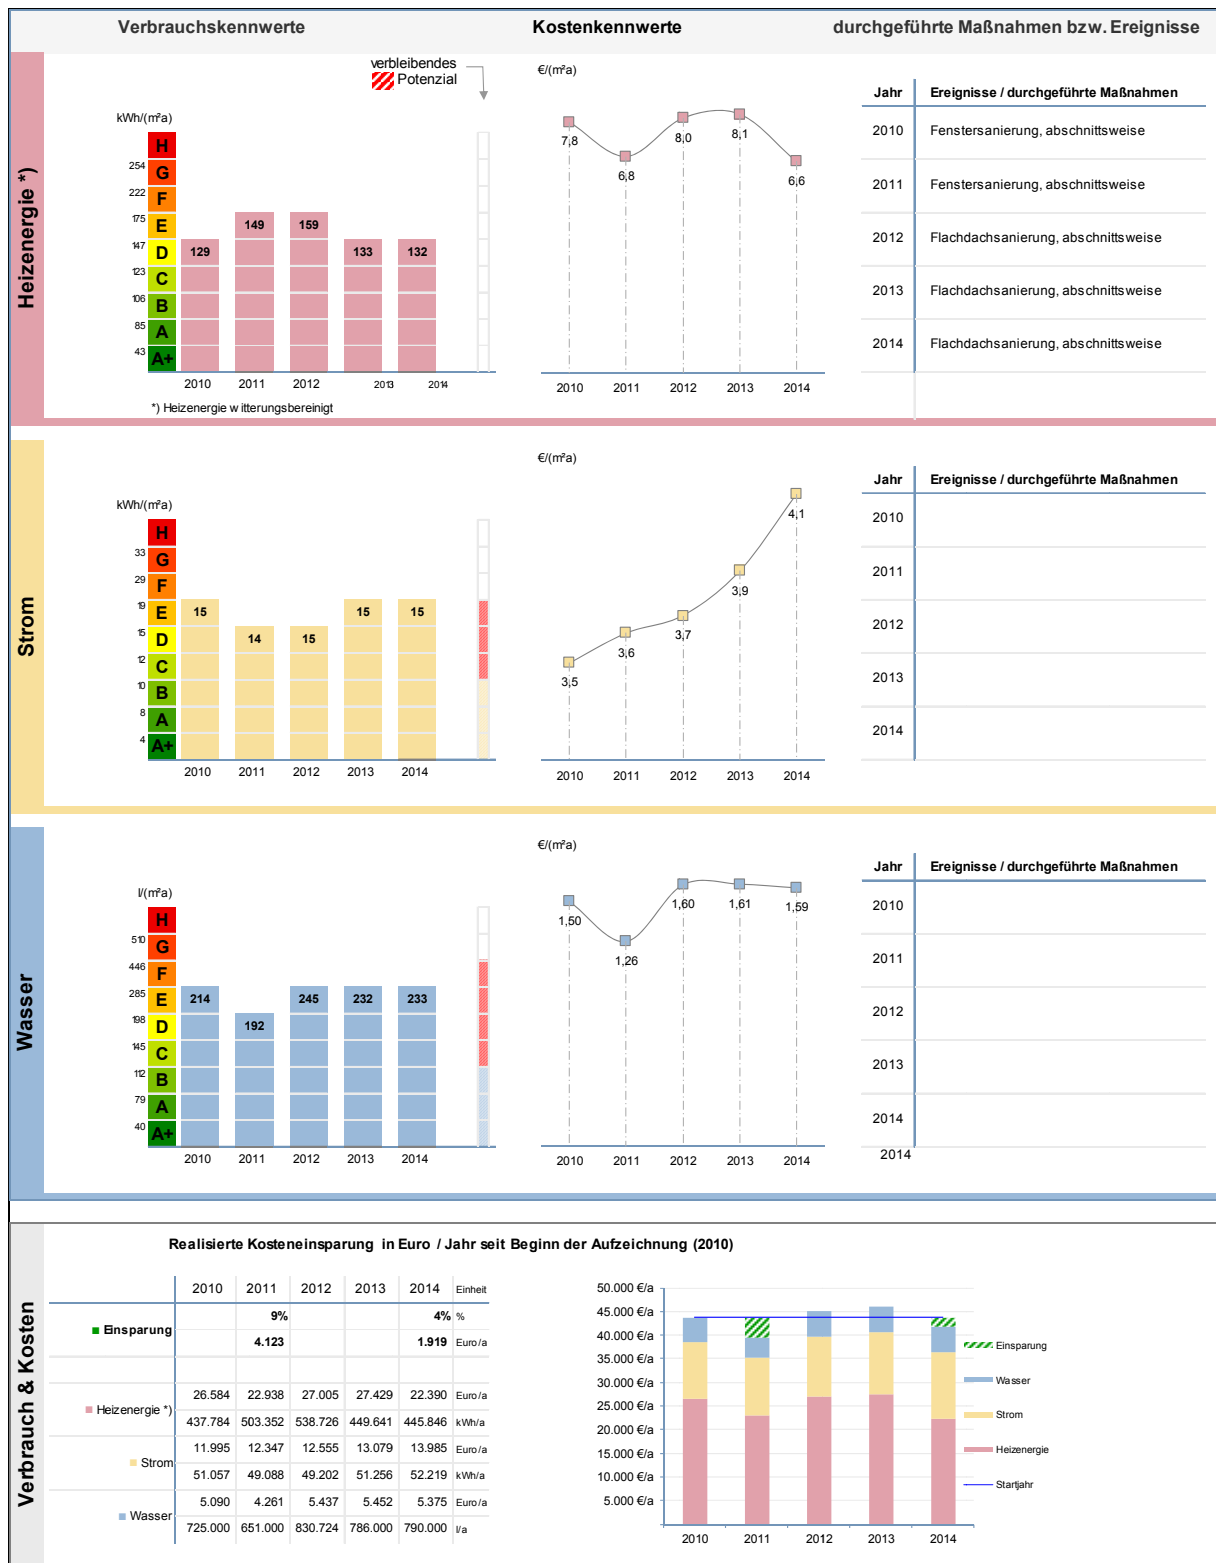 Verbrauchskennwerte
Kostenkennwerte
durchgeführte Maßnahmen bzw. Ereignisse
Heizenergie *)
verbleibendes
Potenzial
kWh/(m²a)
H
254
G
222
F
175
E
147
D
123
C
106
B
85
A
43
A+
129
149
159
133
132
2010 2011 2012 2013 2014
*) Heizenergie w itterungsbereinigt
€/(m²a)
7,8
6,8
8,0
8,1
6,6
2010 2011 2012 2013 2014
Jahr Ereignisse / durchgeführte Maßnahmen
2010 Fenstersanierung, abschnittsweise
2011 Fenstersanierung, abschnittsweise
2012 Flachdachsanierung, abschnittsweise
2013 Flachdachsanierung, abschnittsweise
2014 Flachdachsanierung, abschnittsweise
Strom
kWh/(m²a)
H
33
G
29
F
19
E
15
D
12
C
10
B
8
A
4
A+
15
14
15
15
15
2010 2011 2012 2013 2014
€/(m²a)
3,5
3,6
3,7
3,9
4,1
2010 2011 2012 2013 2014
Jahr Ereignisse / durchgeführte Maßnahmen
2010
2011
2012
2013
2014
Wasser
l/(m²a)
H
510
G
446
F
285
E
198
D
145
C
112
B
79
A
40
A+
214
192
245
232
233
2010 2011 2012 2013 2014
€/(m²a)
1,50
1,26
1,60
1,61
1,59
2010 2011 2012 2013 2014
Jahr Ereignisse / durchgeführte Maßnahmen
2010
2011
2012
2013
2014
2014
Verbrauch & Kosten
Realisierte Kosteneinsparung in Euro / Jahr seit Beginn der Aufzeichnung (2010)
2010 2011 2012 2013 2014 Einheit
Einsparung
9% 4% %
4.123 1.919 Euro/a
Heizenergie *)
26.584 22.938 27.005 27.429 22.390 Euro/a
437.784 503.352 538.726 449.641 445.846 kWh/a
Strom
11.995 12.347 12.555 13.079 13.985 Euro/a
51.057 49.088 49.202 51.256 52.219 kWh/a
Wasser
5.090 4.261 5.437 5.452 5.375 Euro/a
725.000 651.000 830.724 786.000 790.000 l/a
50.000 €/a
45.000 €/a
40.000 €/a
35.000 €/a
30.000 €/a
25.000 €/a
20.000 €/a
15.000 €/a
10.000 €/a
5.000 €/a
2010 2011 2012 2013 2014
Einsparung
Wasser
Strom
Heizenergie
Startjahr